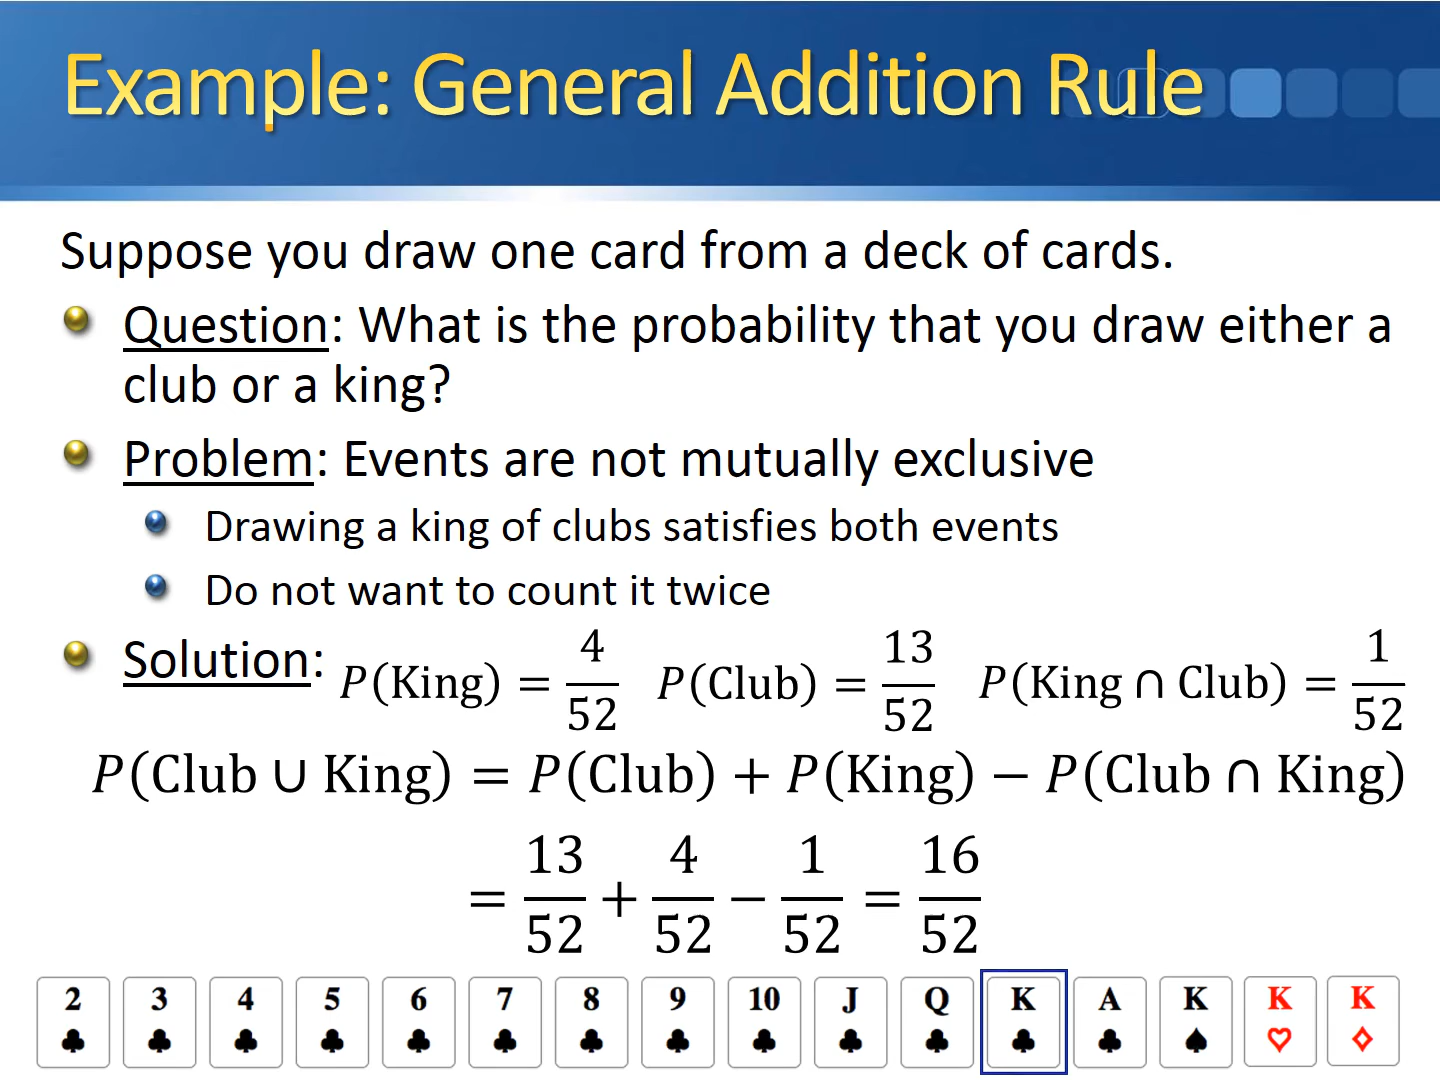 Example: General Addition Rule
Suppose you draw one card from a deck of cards.
Question: What is the probability that you draw either a
club or a king?
Problem: Events are not mutually exclusive
Drawing a king of clubs satisfies both events
Do not want to count it twice
Solution: P(King) = 4/52 P(Club) = 13/52 P(King ∩ Club) = 1/52
P(Club ∪ King) = P(Club) + P(King) − P(Club ∩ King)
= 13/52 + 4/52 − 1/52 = 16/52
2 3 4 5 6 7 8 9 10 J Q K A K K K
♣ ♣ ♣ ♣ ♣ ♣ ♣ ♣ ♣ ♣ ♣ ♣ ♣ ♠ ♡ ♢